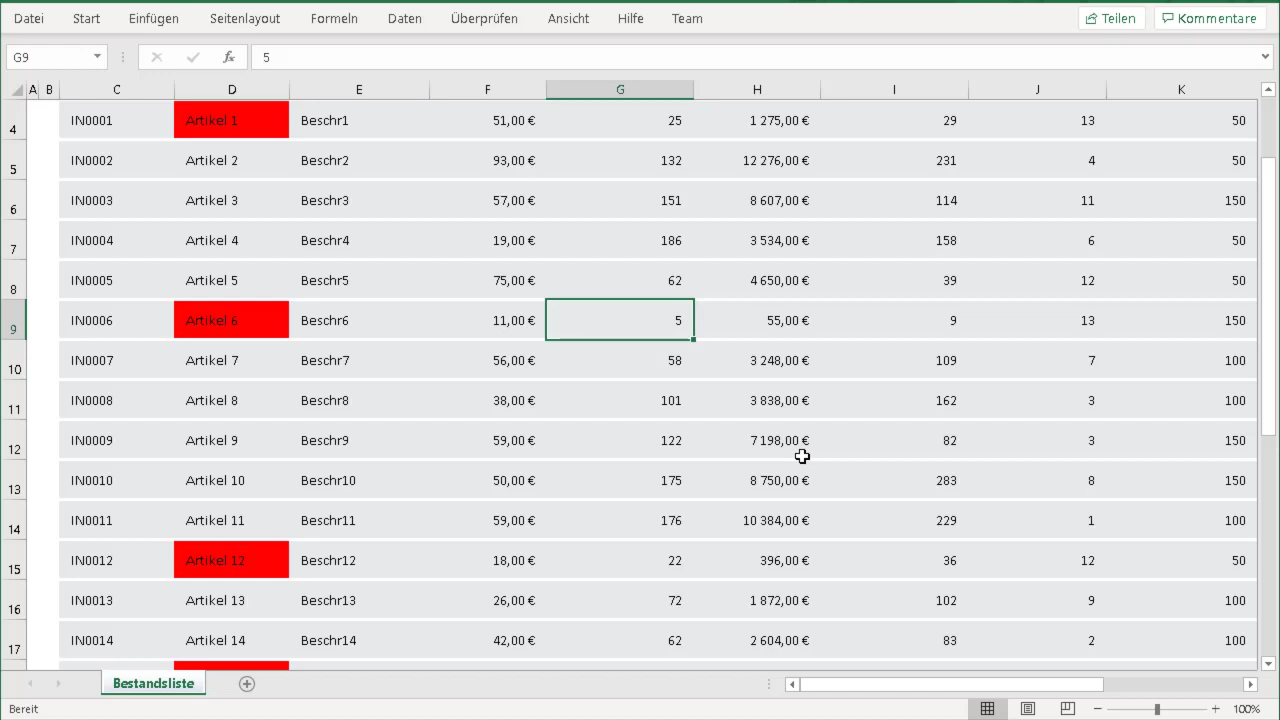 Datei Start Einfügen Seitenlayout Formeln Daten Überprüfen Ansicht Hilfe Team Teilen Kommentare
G9 fx 5
A B C D E F G H I J K
4 IN0001 Artikel 1 Beschr1 51,00 € 25 1 275,00 € 29 13 50
5 IN0002 Artikel 2 Beschr2 93,00 € 132 12 276,00 € 231 4 50
6 IN0003 Artikel 3 Beschr3 57,00 € 151 8 607,00 € 114 11 150
7 IN0004 Artikel 4 Beschr4 19,00 € 186 3 534,00 € 158 6 50
8 IN0005 Artikel 5 Beschr5 75,00 € 62 4 650,00 € 39 12 50
9 IN0006 Artikel 6 Beschr6 11,00 € 5 55,00 € 9 13 150
10 IN0007 Artikel 7 Beschr7 56,00 € 58 3 248,00 € 109 7 100
11 IN0008 Artikel 8 Beschr8 38,00 € 101 3 838,00 € 162 3 100
12 IN0009 Artikel 9 Beschr9 59,00 € 122 7 198,00 € 82 3 150
13 IN0010 Artikel 10 Beschr10 50,00 € 175 8 750,00 € 283 8 150
14 IN0011 Artikel 11 Beschr11 59,00 € 176 10 384,00 € 229 1 100
15 IN0012 Artikel 12 Beschr12 18,00 € 22 396,00 € 36 12 50
16 IN0013 Artikel 13 Beschr13 26,00 € 72 1 872,00 € 102 9 100
17 IN0014 Artikel 14 Beschr14 42,00 € 62 2 604,00 € 83 2 100
Bestandsliste
Bereit 100%